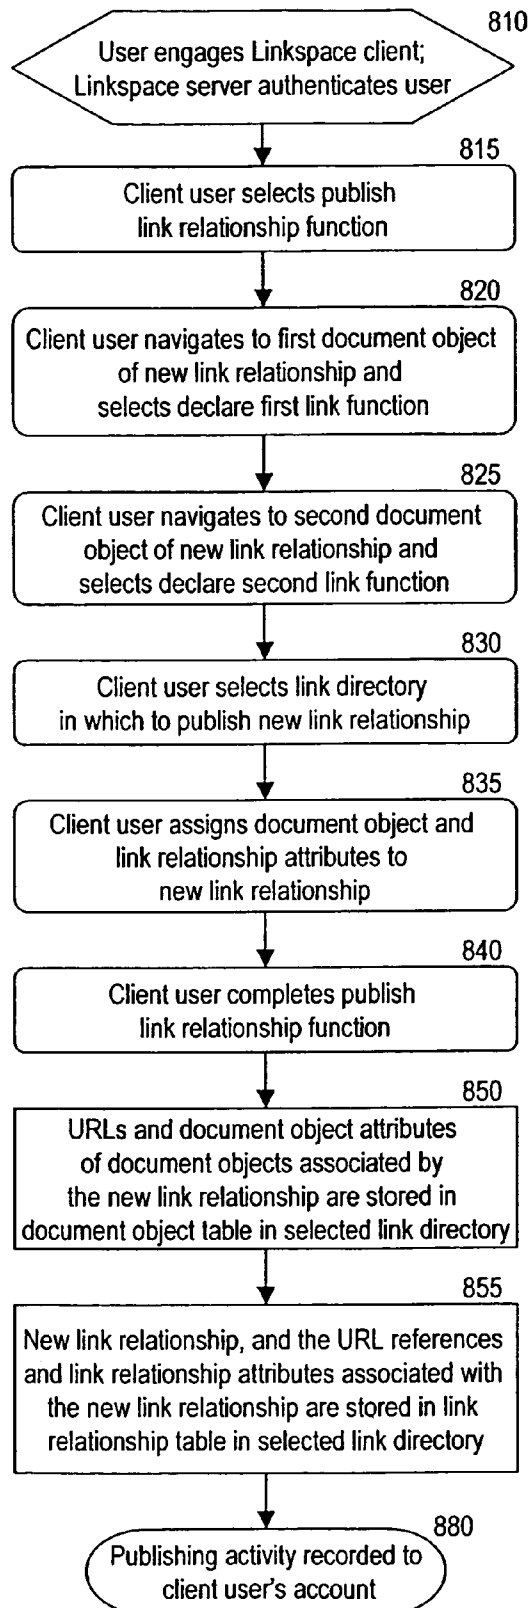 810
User engages Linkspace client;
Linkspace server authenticates user
815
Client user selects publish
link relationship function
820
Client user navigates to first document object
of new link relationship and
selects declare first link function
825
Client user navigates to second document
object of new link relationship and
selects declare second link function
830
Client user selects link directory
in which to publish new link relationship
835
Client user assigns document object and
link relationship attributes to
new link relationship
840
Client user completes publish
link relationship function
850
URLs and document object attributes
of document objects associated by
the new link relationship are stored in
document object table in selected link directory
855
New link relationship, and the URL references
and link relationship attributes associated with
the new link relationship are stored in link
relationship table in selected link directory
880
Publishing activity recorded to
client user's account